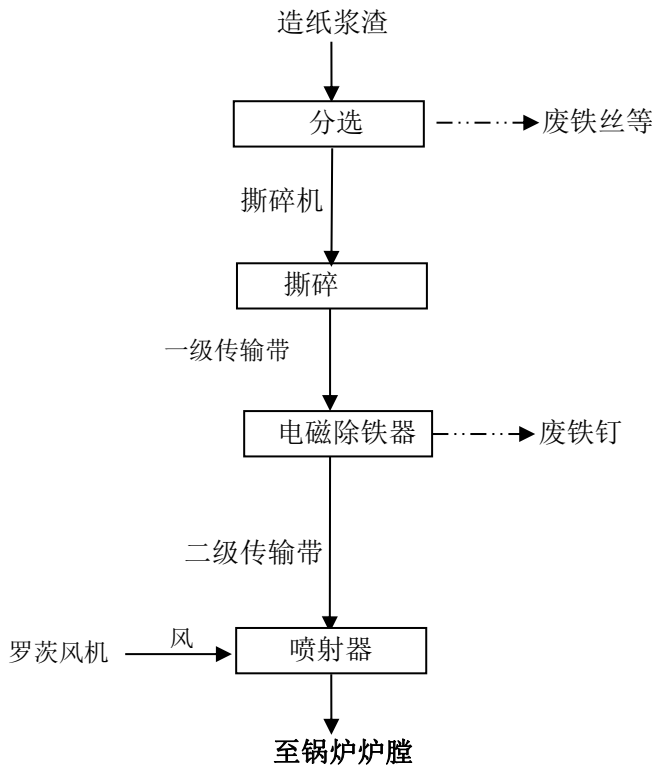 造纸浆渣
分选
废铁丝等
撕碎机
撕碎
一级传输带
电磁除铁器
废铁钉
二级传输带
罗茨风机
风
喷射器
至锅炉炉膛